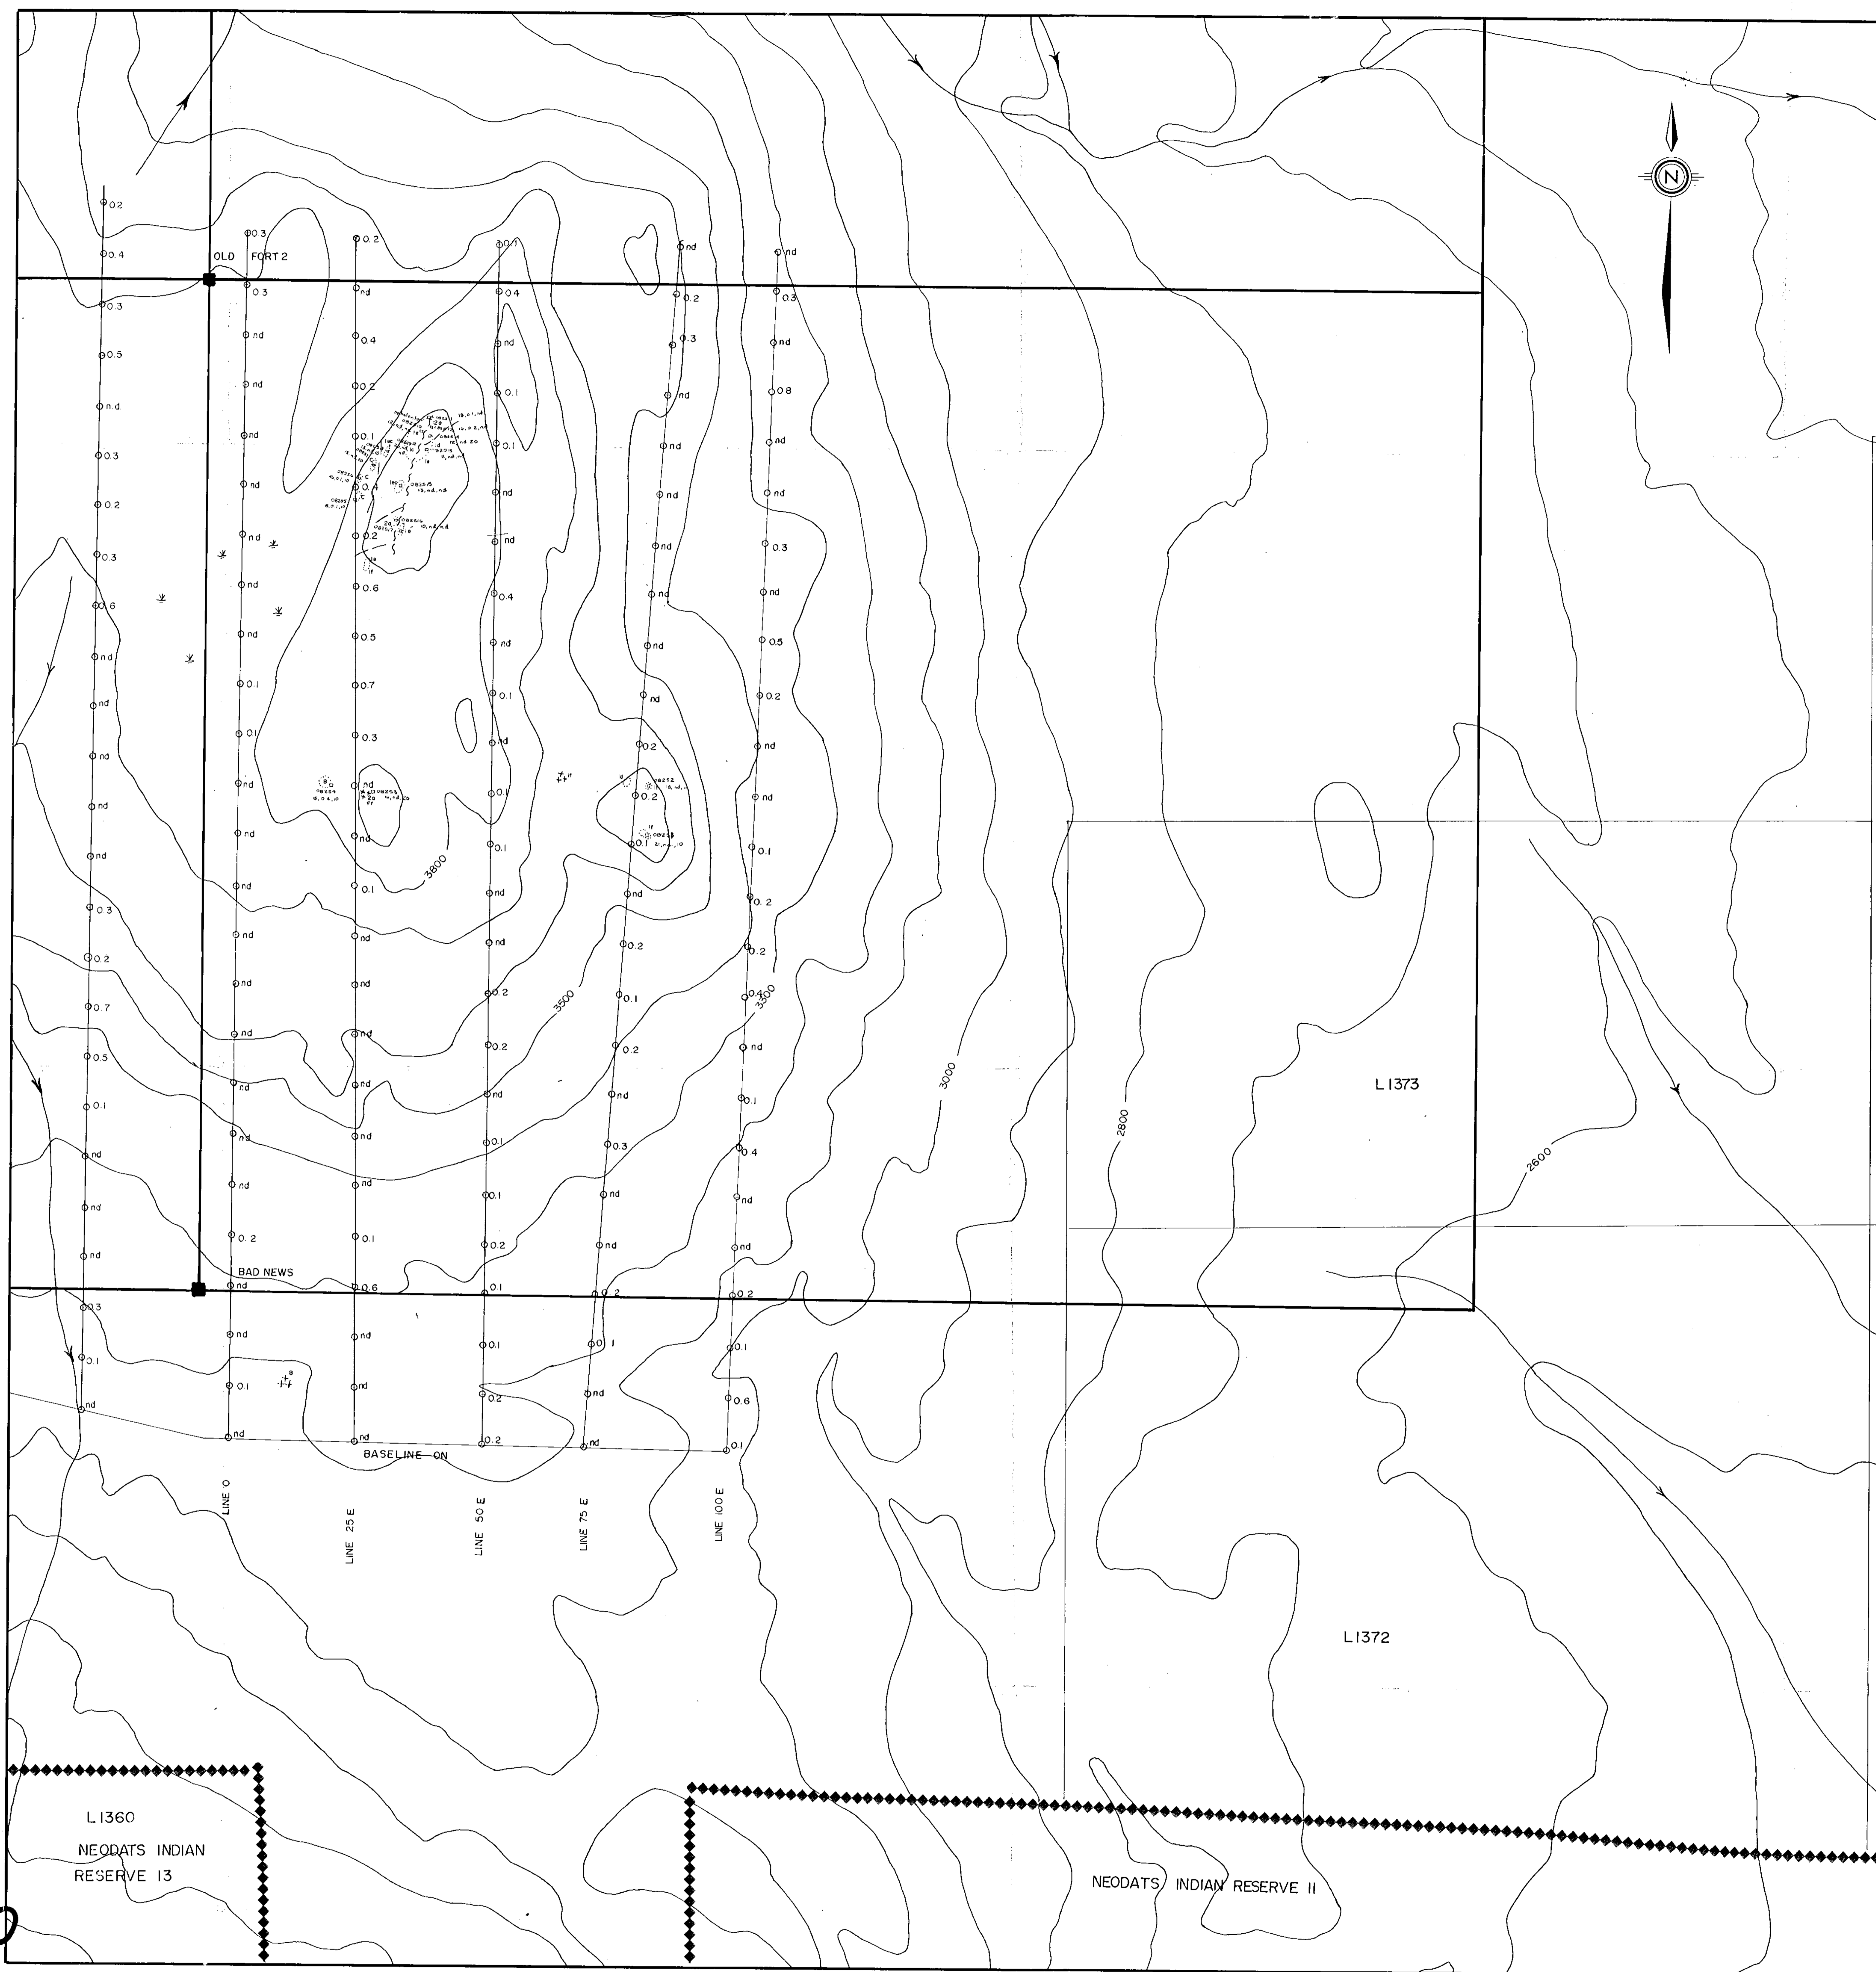 N
OLD FORT 2
0.2
0.4
0.3
0.5
n.d.
0.3
0.2
0.3
0.6
nd
nd
nd
nd
nd
0.3
0.2
0.7
0.5
0.1
nd
nd
nd
0.3
0.1
nd
0.3
0.3
nd
nd
nd
nd
nd
nd
nd
0.1
0.1
nd
nd
nd
nd
nd
nd
nd
nd
nd
0.2
nd
nd
0.1
nd
0.2
nd
0.4
0.2
0.1
0.4
0.2
0.6
0.5
0.7
0.3
nd
nd
0.1
nd
nd
nd
nd
nd
nd
0.1
0.6
nd
nd
nd
0.1
0.4
nd
0.1
0.1
nd
nd
0.4
nd
0.1
nd
0.1
0.1
nd
nd
0.2
0.2
nd
0.1
0.1
0.2
0.1
0.1
0.2
0.2
nd
0.2
0.3
nd
nd
nd
nd
nd
nd
nd
0.2
0.2
0.1
nd
0.2
0.1
0.2
nd
0.3
nd
nd
0.2
0.1
nd
nd
nd
0.3
nd
0.8
nd
nd
0.3
nd
0.5
0.2
nd
nd
0.1
0.2
0.2
0.4
nd
0.1
0.4
nd
nd
0.2
0.1
0.6
0.1
3800
3500
3300
3000
2800
2600
L1373
BAD NEWS
BASELINE ON
LINE 0
LINE 25 E
LINE 50 E
LINE 75 E
LINE 100 E
L1372
L1360
NEODATS INDIAN
RESERVE 13
NEODATS INDIAN RESERVE 11